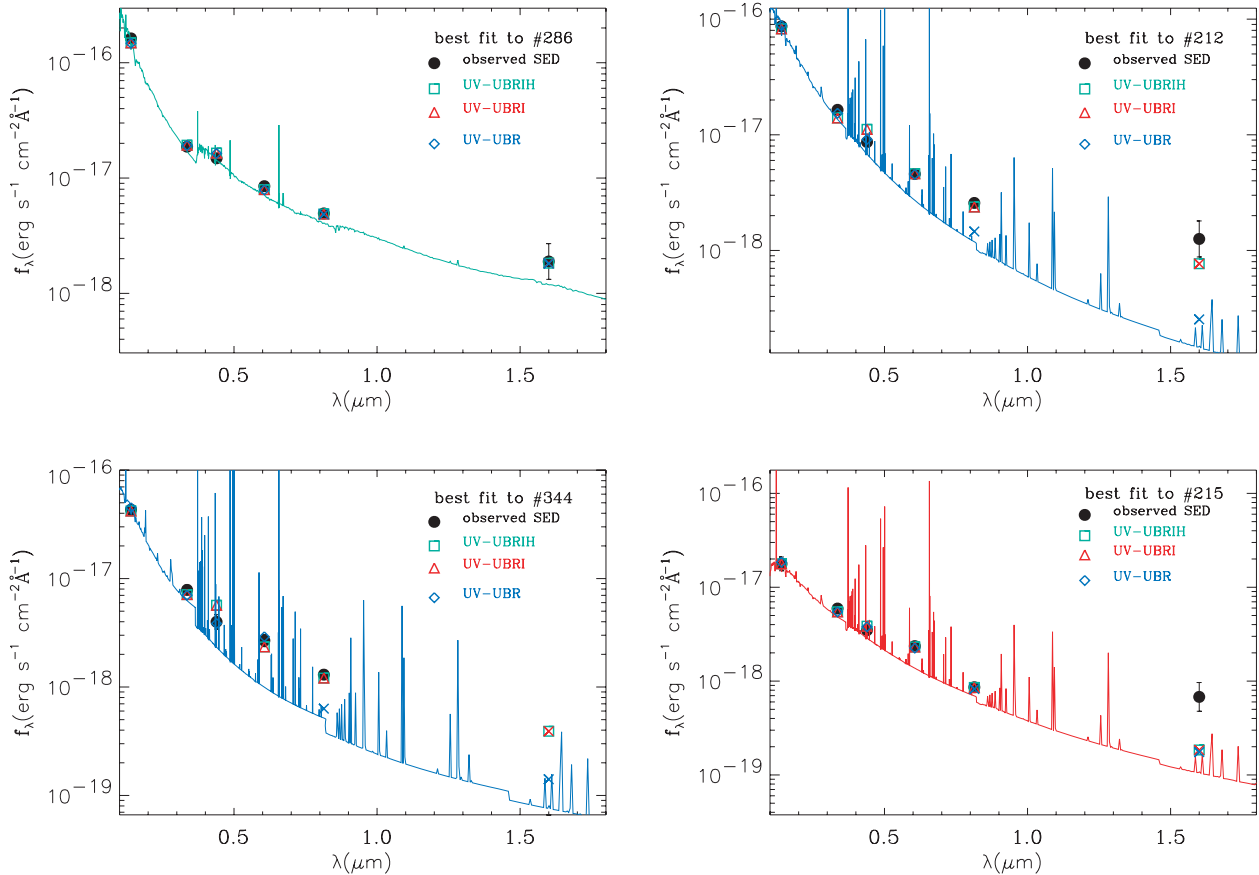 best fit to #286
observed SED
UV−UBRIH
UV−UBRI
UV−UBR
10⁻¹⁶
10⁻¹⁷
10⁻¹⁸
fλ(erg s⁻¹ cm⁻²Å⁻¹)
0.5 1.0 1.5
λ(μm)
best fit to #212
observed SED
UV−UBRIH
UV−UBRI
UV−UBR
10⁻¹⁷
10⁻¹⁸
fλ(erg s⁻¹ cm⁻²Å⁻¹)
0.5 1.0 1.5
λ(μm)
best fit to #344
observed SED
UV−UBRIH
UV−UBRI
UV−UBR
10⁻¹⁶
10⁻¹⁷
10⁻¹⁸
10⁻¹⁹
fλ(erg s⁻¹ cm⁻²Å⁻¹)
0.5 1.0 1.5
λ(μm)
best fit to #215
observed SED
UV−UBRIH
UV−UBRI
UV−UBR
10⁻¹⁶
10⁻¹⁷
10⁻¹⁸
10⁻¹⁹
fλ(erg s⁻¹ cm⁻²Å⁻¹)
0.5 1.0 1.5
λ(μm)